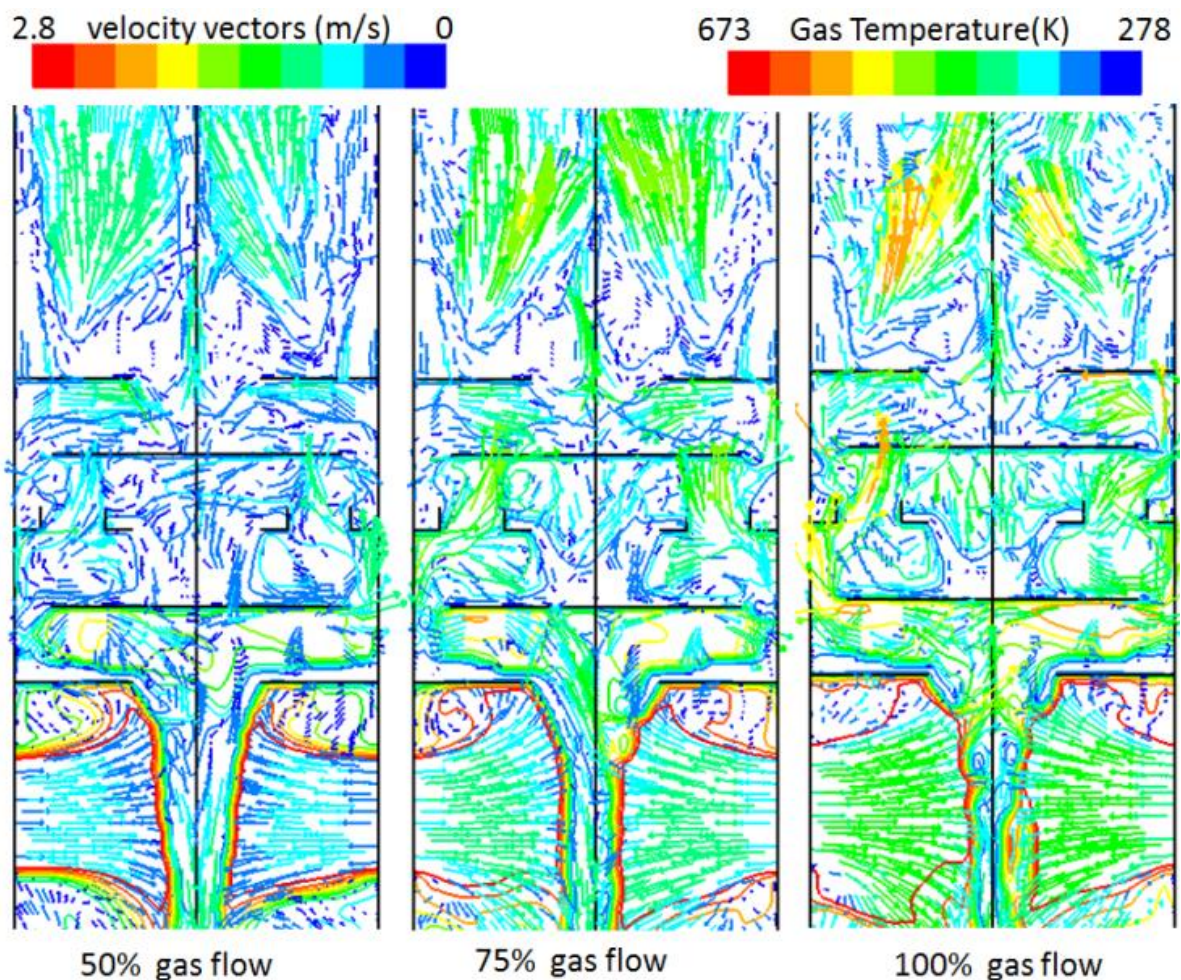 2.8 velocity vectors (m/s) 0
673 Gas Temperature(K) 278
50% gas flow
75% gas flow
100% gas flow